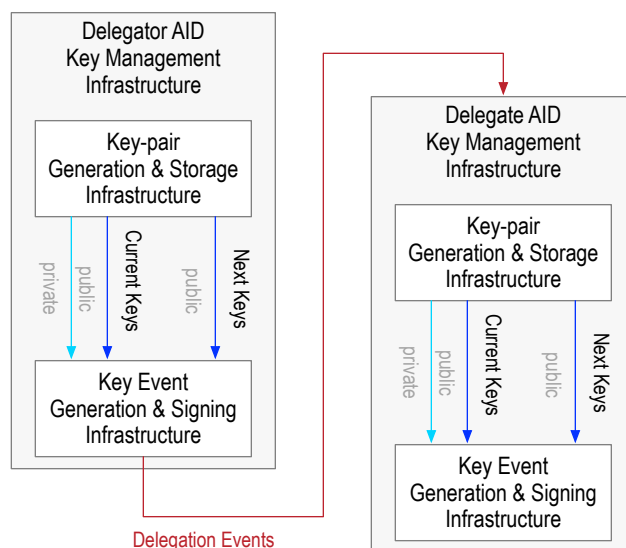 Delegator AID
Key Management
Infrastructure
Key-pair
Generation & Storage
Infrastructure
private
public
Current Keys
public
Next Keys
Key Event
Generation & Signing
Infrastructure
Delegation Events
Delegate AID
Key Management
Infrastructure
Key-pair
Generation & Storage
Infrastructure
private
public
Current Keys
public
Next Keys
Key Event
Generation & Signing
Infrastructure